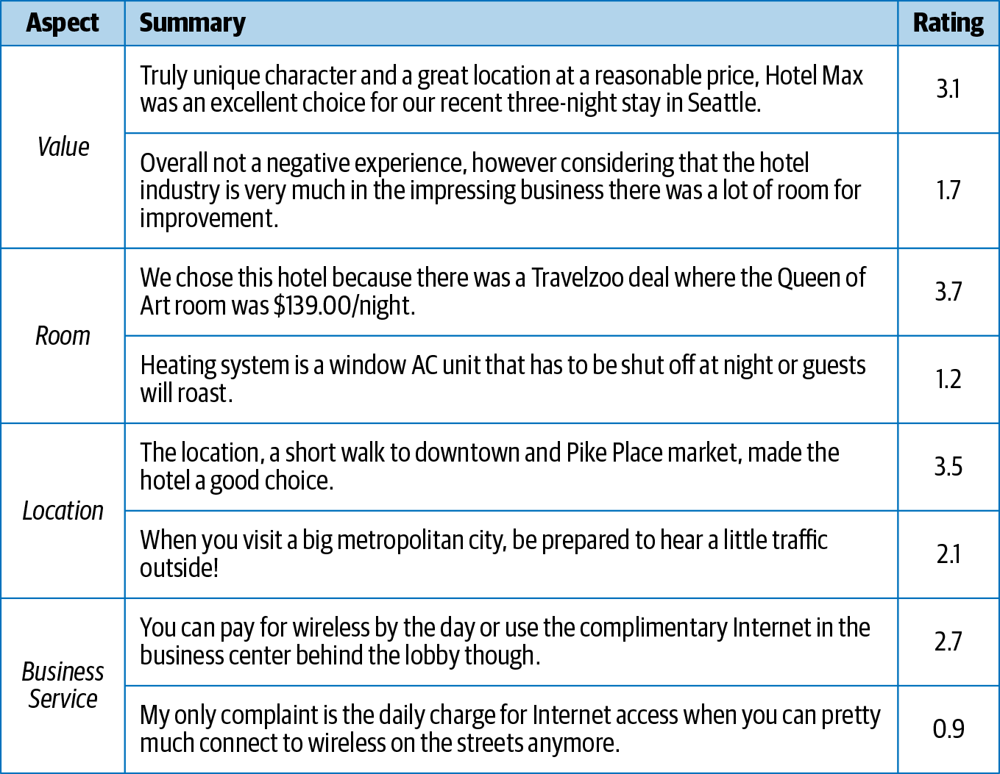 Aspect Summary Rating
Value
Truly unique character and a great location at a reasonable price, Hotel Max
was an excellent choice for our recent three-night stay in Seattle.
3.1
Overall not a negative experience, however considering that the hotel
industry is very much in the impressing business there was a lot of room for
improvement.
1.7
Room
We chose this hotel because there was a Travelzoo deal where the Queen of
Art room was $139.00/night.
3.7
Heating system is a window AC unit that has to be shut off at night or guests
will roast.
1.2
Location
The location, a short walk to downtown and Pike Place market, made the
hotel a good choice.
3.5
When you visit a big metropolitan city, be prepared to hear a little traffic
outside!
2.1
Business
Service
You can pay for wireless by the day or use the complimentary Internet in the
business center behind the lobby though.
2.7
My only complaint is the daily charge for Internet access when you can pretty
much connect to wireless on the streets anymore.
0.9